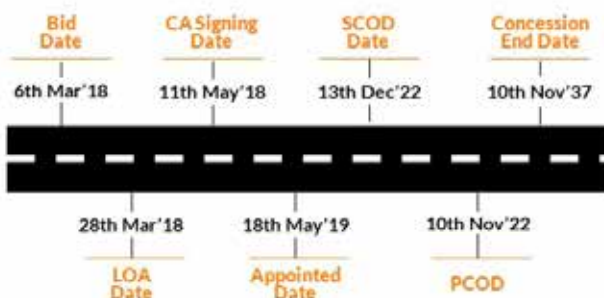 Bid
Date
CA Signing
Date
SCOD
Date
Concession
End Date
6th Mar'18
11th May'18
13th Dec'22
10th Nov'37
28th Mar'18
18th May'19
10th Nov'22
LOA
Date
Appointed
Date
PCOD